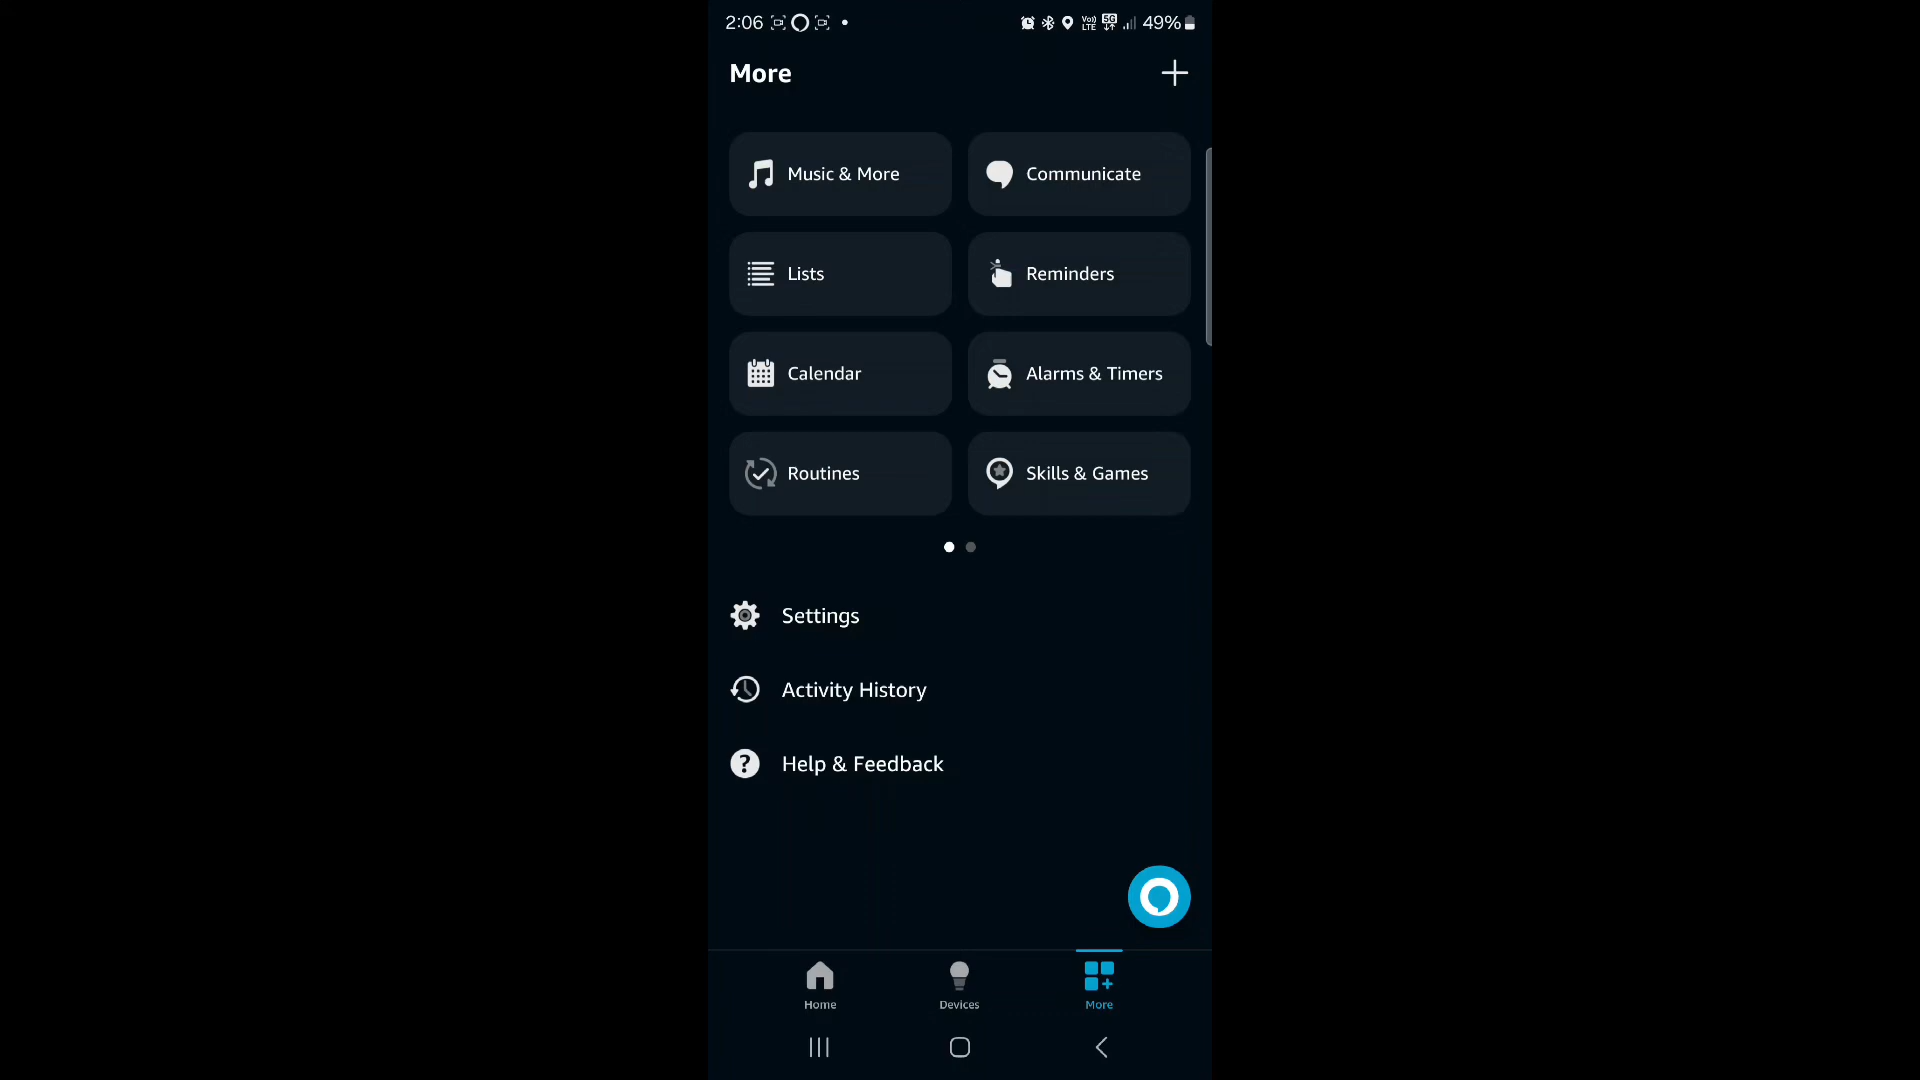 2:06 49%
More
Music & More Communicate
Lists Reminders
Calendar Alarms & Timers
Routines Skills & Games
Settings
Activity History
Help & Feedback
Home Devices More